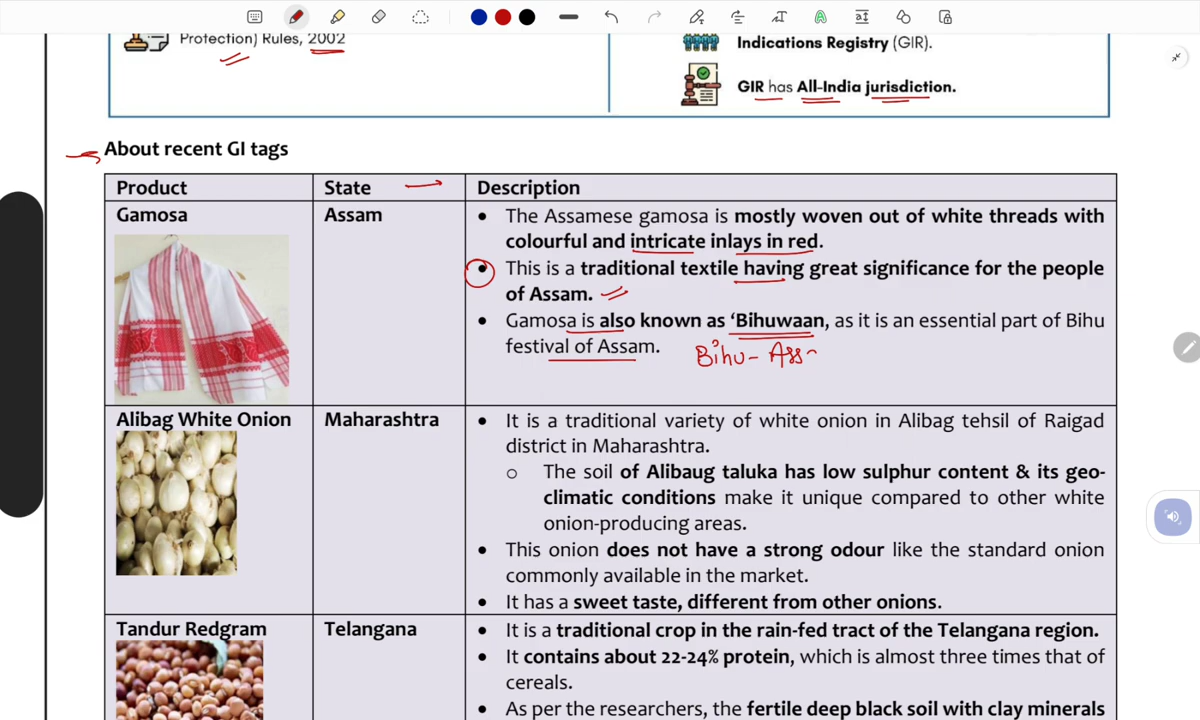 Protection) Rules, 2002
Indications Registry (GIR).
GIR has All-India jurisdiction.
About recent GI tags
Product State Description
Gamosa Assam
• The Assamese gamosa is mostly woven out of white threads with
colourful and intricate inlays in red.
• This is a traditional textile having great significance for the people
of Assam.
• Gamosa is also known as ‘Bihuwaan, as it is an essential part of Bihu
festival of Assam.
Bihu - Ass
Alibag White Onion Maharashtra
• It is a traditional variety of white onion in Alibag tehsil of Raigad
district in Maharashtra.
o The soil of Alibaug taluka has low sulphur content & its geo-
climatic conditions make it unique compared to other white
onion-producing areas.
• This onion does not have a strong odour like the standard onion
commonly available in the market.
• It has a sweet taste, different from other onions.
Tandur Redgram Telangana
• It is a traditional crop in the rain-fed tract of the Telangana region.
• It contains about 22-24% protein, which is almost three times that of
cereals.
• As per the researchers, the fertile deep black soil with clay minerals